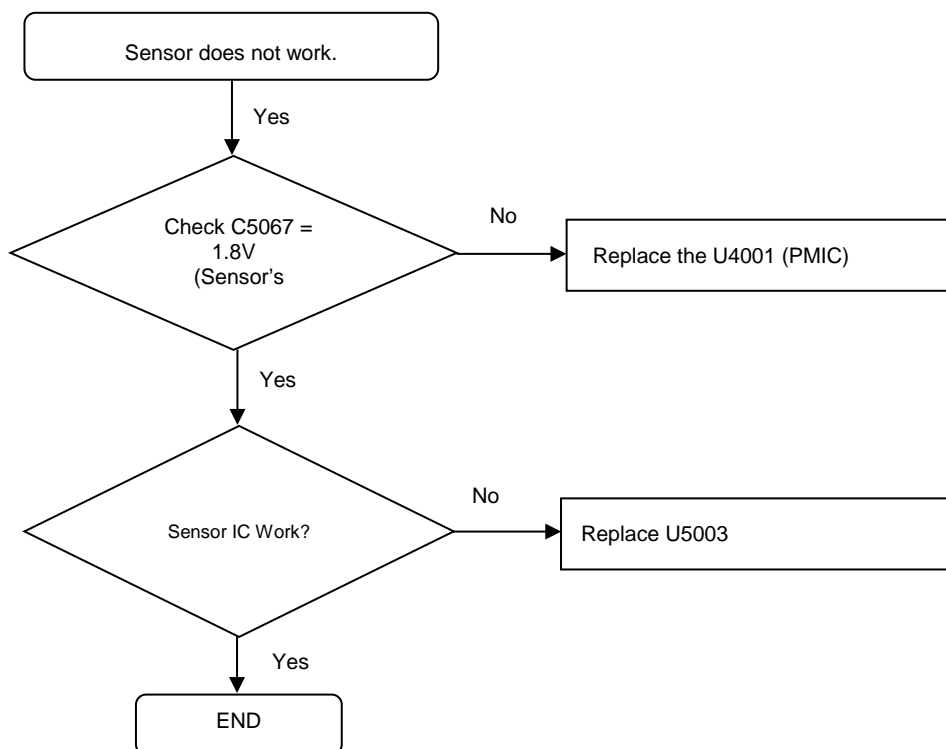 Sensor does not work.
Yes
Check C5067 =
1.8V
(Sensor's
No
Replace the U4001 (PMIC)
Yes
Sensor IC Work?
No
Replace U5003
Yes
END